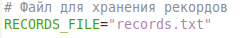 # Файл для хранения рекордов
RECORDS_FILE="records.txt"